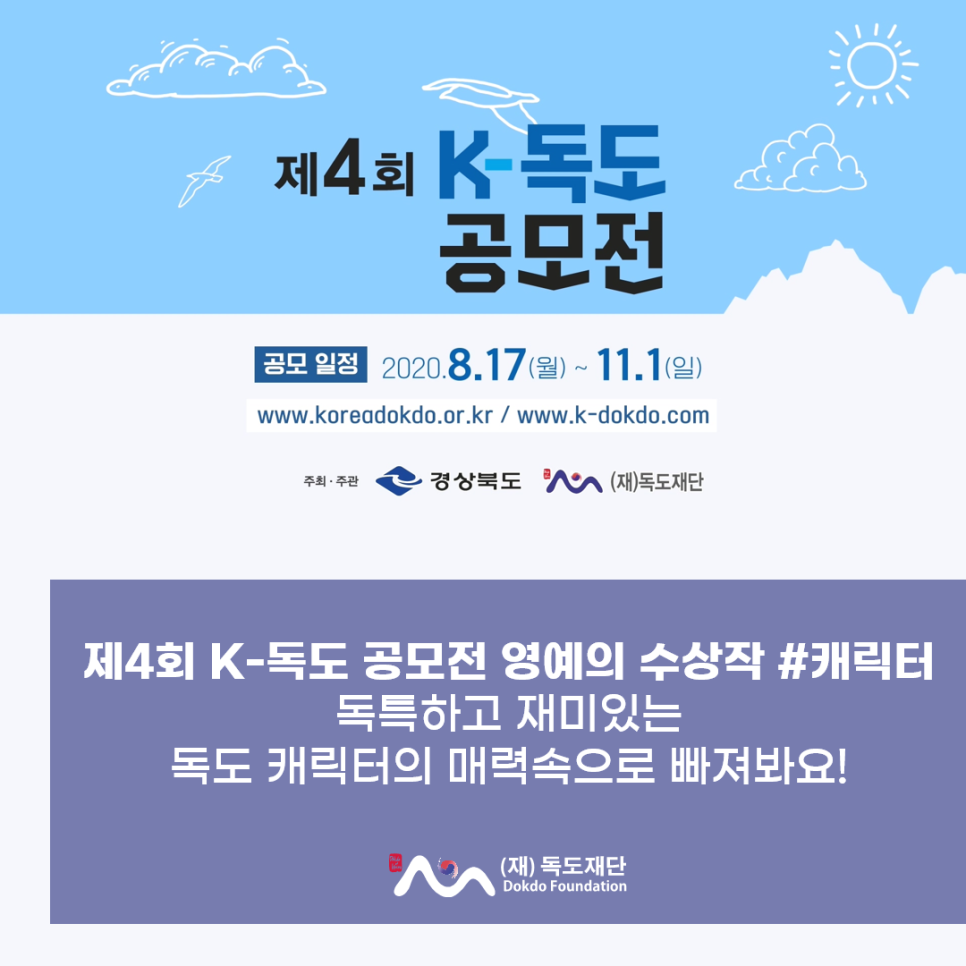 제4회 K-독도
공모전
공모 일정 2020.8.17(월) ~ 11.1(일)
www.koreadokdo.or.kr / www.k-dokdo.com
주최·주관 경상북도 (재)독도재단
제4회 K-독도 공모전 영예의 수상작 #캐릭터
독특하고 재미있는
독도 캐릭터의 매력속으로 빠져봐요!
(재) 독도재단
Dokdo Foundation